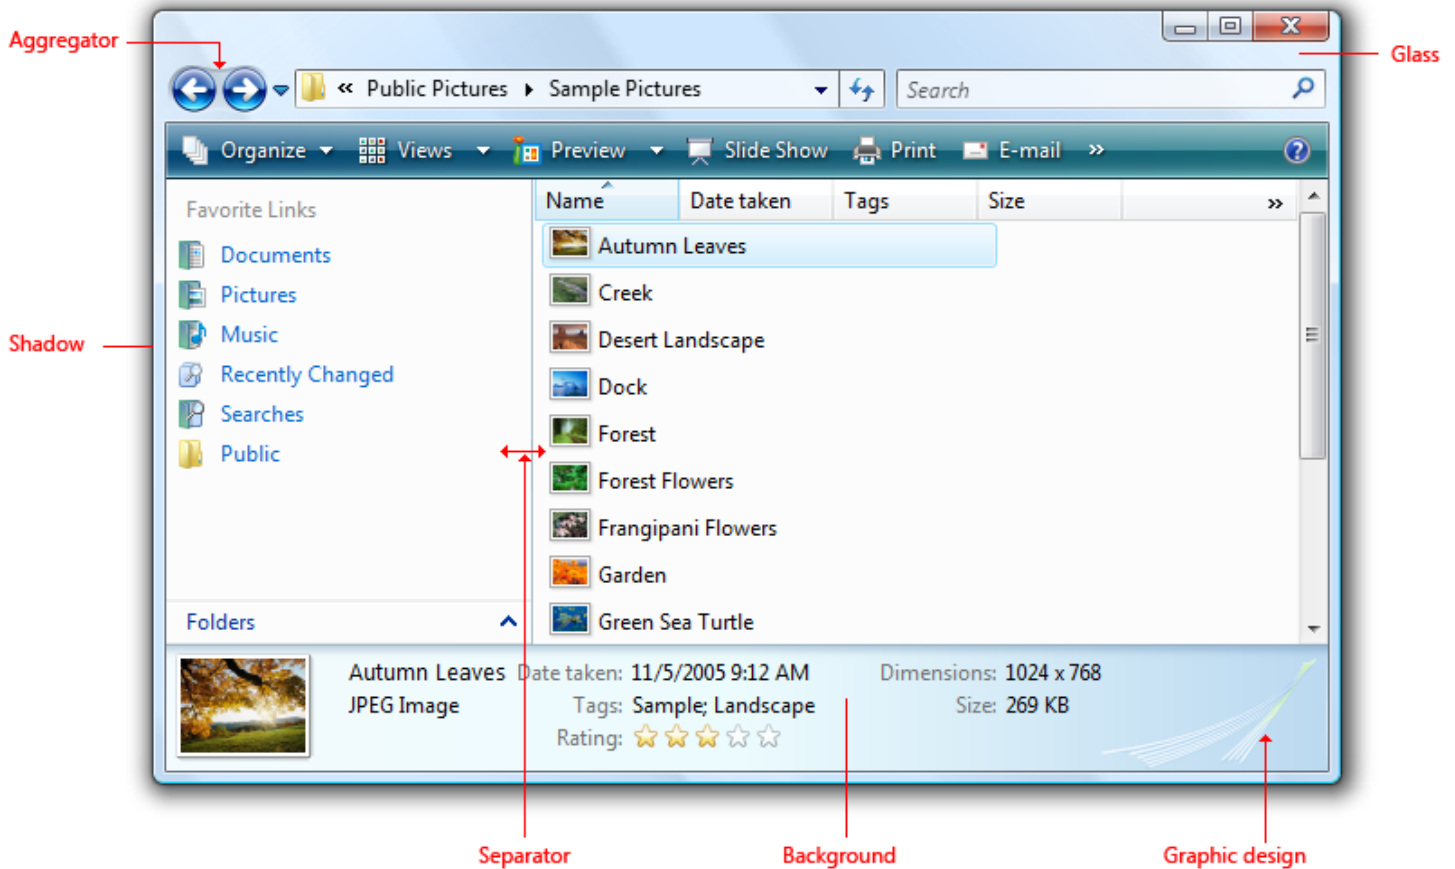 Aggregator
Glass
« Public Pictures Sample Pictures
Search
X
Organize Views Preview Slide Show Print E-mail » ?
Favorite Links
Documents
Pictures
Music
Recently Changed
Searches
Public
Folders
Name Date taken Tags Size »
Autumn Leaves
Creek
Desert Landscape
Dock
Forest
Forest Flowers
Frangipani Flowers
Garden
Green Sea Turtle
Shadow
Autumn Leaves Date taken: 11/5/2005 9:12 AM Dimensions: 1024 x 768
JPEG Image Tags: Sample; Landscape Size: 269 KB
Rating:
Separator
Background
Graphic design